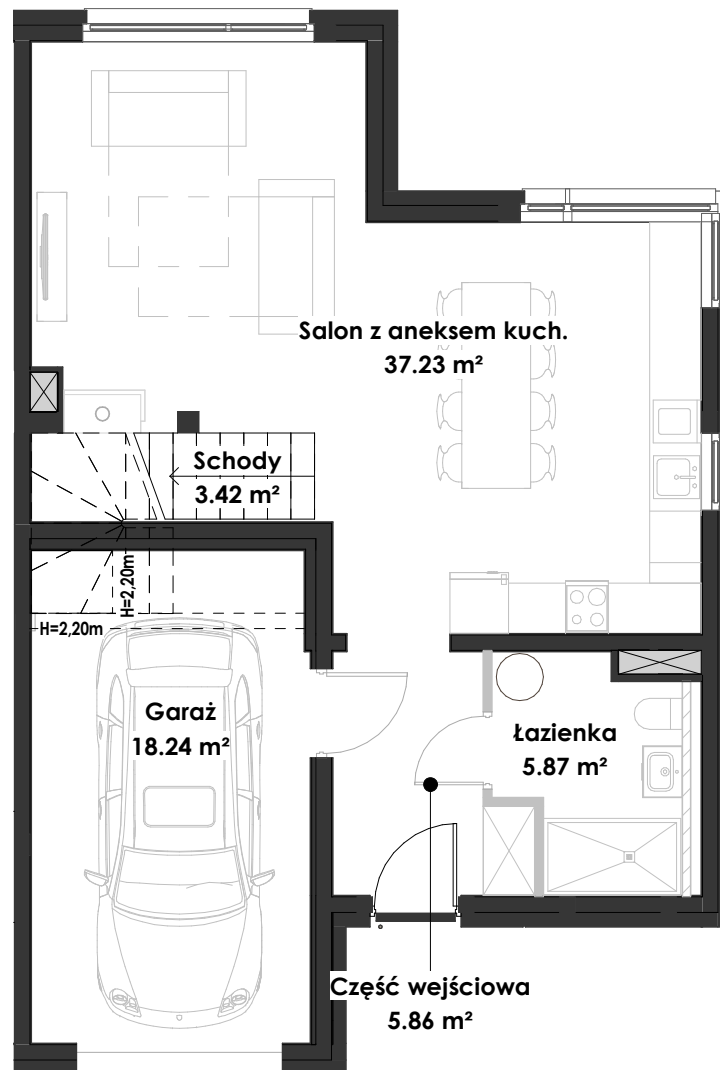 Salon z aneksem kuch.
37.23 m²
Schody
3.42 m²
H=2,20m
H=2,20m
Garaż
18.24 m²
Łazienka
5.87 m²
Część wejściowa
5.86 m²